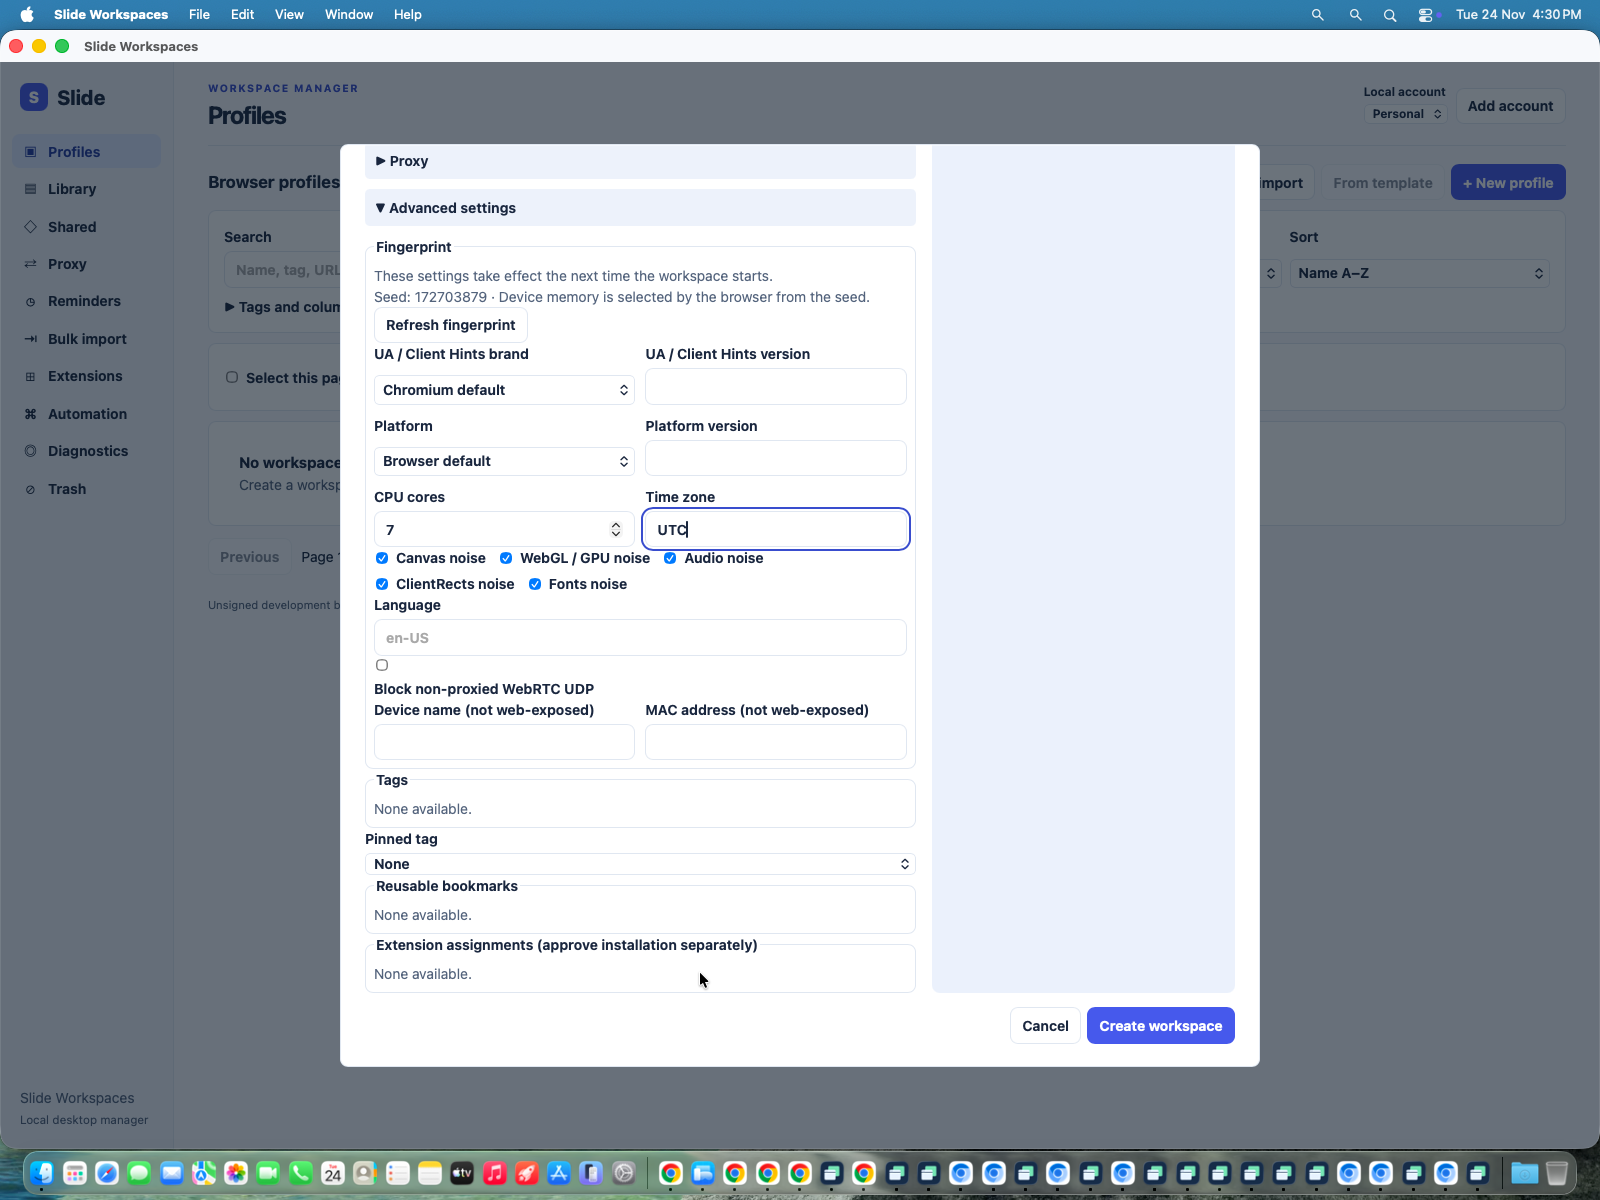 Slide Workspaces File Edit View Window Help Tue 24 Nov 4:30 PM
Slide Workspaces
S Slide
Profiles
Library
Shared
Proxy
Reminders
Bulk import
Extensions
Automation
Diagnostics
Trash
Slide Workspaces
Local desktop manager
WORKSPACE MANAGER
Profiles
Local account
Personal
Add account
Browser profiles
import
From template
+ New profile
Search
Name, tag, URL
Tags and colum
Sort
Name A–Z
Select this pag
No workspace
Create a worksp
Previous Page
Unsigned development b
Proxy
Advanced settings
Fingerprint
These settings take effect the next time the workspace starts.
Seed: 172703879 · Device memory is selected by the browser from the seed.
Refresh fingerprint
UA / Client Hints brand UA / Client Hints version
Chromium default
Platform Platform version
Browser default
CPU cores Time zone
7 UTC
Canvas noise WebGL / GPU noise Audio noise
ClientRects noise Fonts noise
Language
en-US
Block non-proxied WebRTC UDP
Device name (not web-exposed) MAC address (not web-exposed)
Tags
None available.
Pinned tag
None
Reusable bookmarks
None available.
Extension assignments (approve installation separately)
None available.
Cancel Create workspace
24
tv